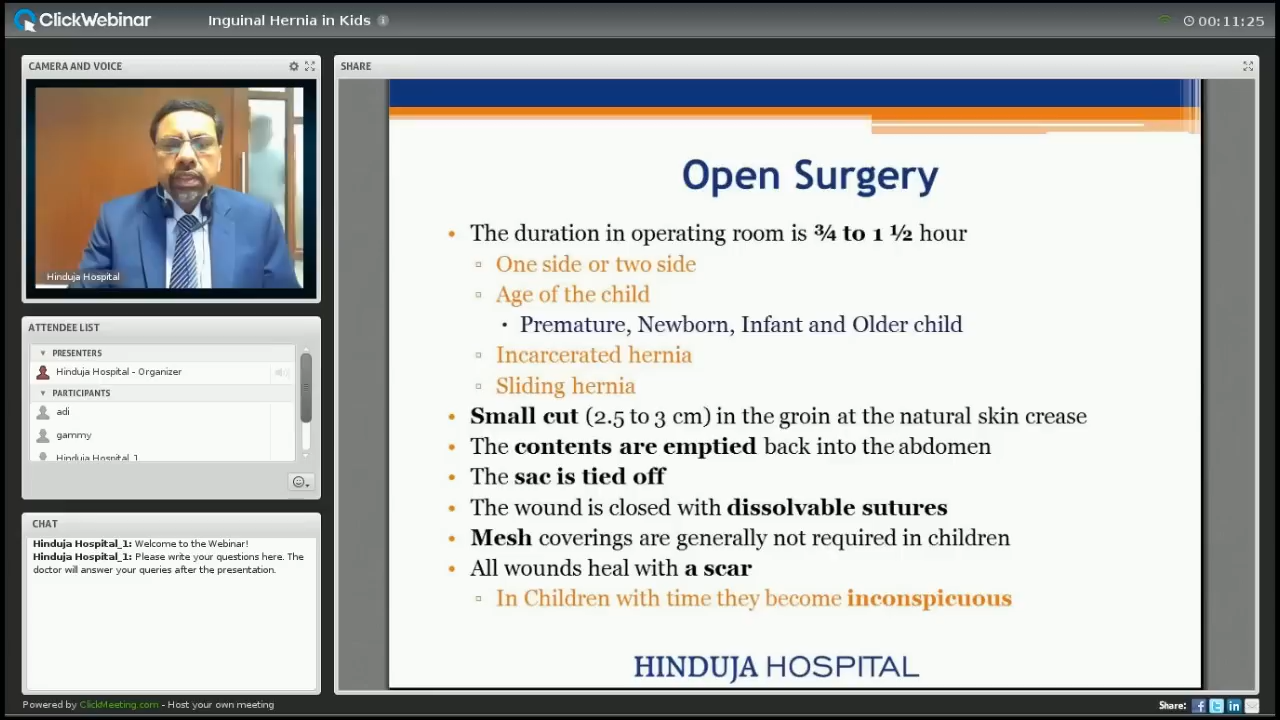 ClickWebinar
Inguinal Hernia in Kids
00:11:25
CAMERA AND VOICE
Hinduja Hospital
ATTENDEE LIST
PRESENTERS
Hinduja Hospital - Organizer
PARTICIPANTS
adi
gammy
Hinduja Hospital_1
CHAT
Hinduja Hospital_1: Welcome to the Webinar!
Hinduja Hospital_1: Please write your questions here. The
doctor will answer your queries after the presentation.
SHARE
Open Surgery
• The duration in operating room is ¾ to 1 ½ hour
▫ One side or two side
▫ Age of the child
• Premature, Newborn, Infant and Older child
▫ Incarcerated hernia
▫ Sliding hernia
• Small cut (2.5 to 3 cm) in the groin at the natural skin crease
• The contents are emptied back into the abdomen
• The sac is tied off
• The wound is closed with dissolvable sutures
• Mesh coverings are generally not required in children
• All wounds heal with a scar
▫ In Children with time they become inconspicuous
HINDUJA HOSPITAL
Powered by ClickMeeting.com - Host your own meeting
Share: